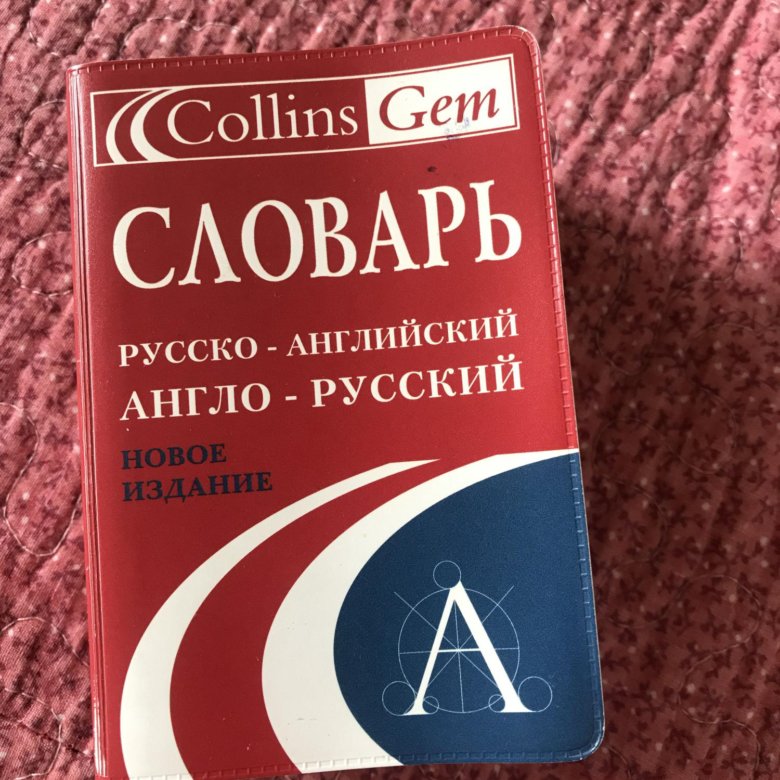 Collins Gem
СЛОВАРЬ
РУССКО - АНГЛИЙСКИЙ
АНГЛО - РУССКИЙ
НОВОЕ
ИЗДАНИЕ
A